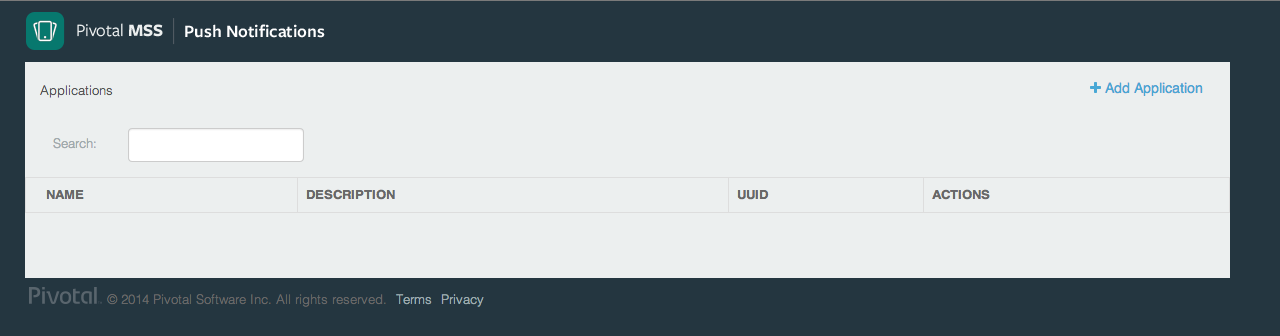 Pivotal MSS Push Notifications
Applications
+ Add Application
Search:
NAME DESCRIPTION UUID ACTIONS
Pivotal. © 2014 Pivotal Software Inc. All rights reserved. Terms Privacy